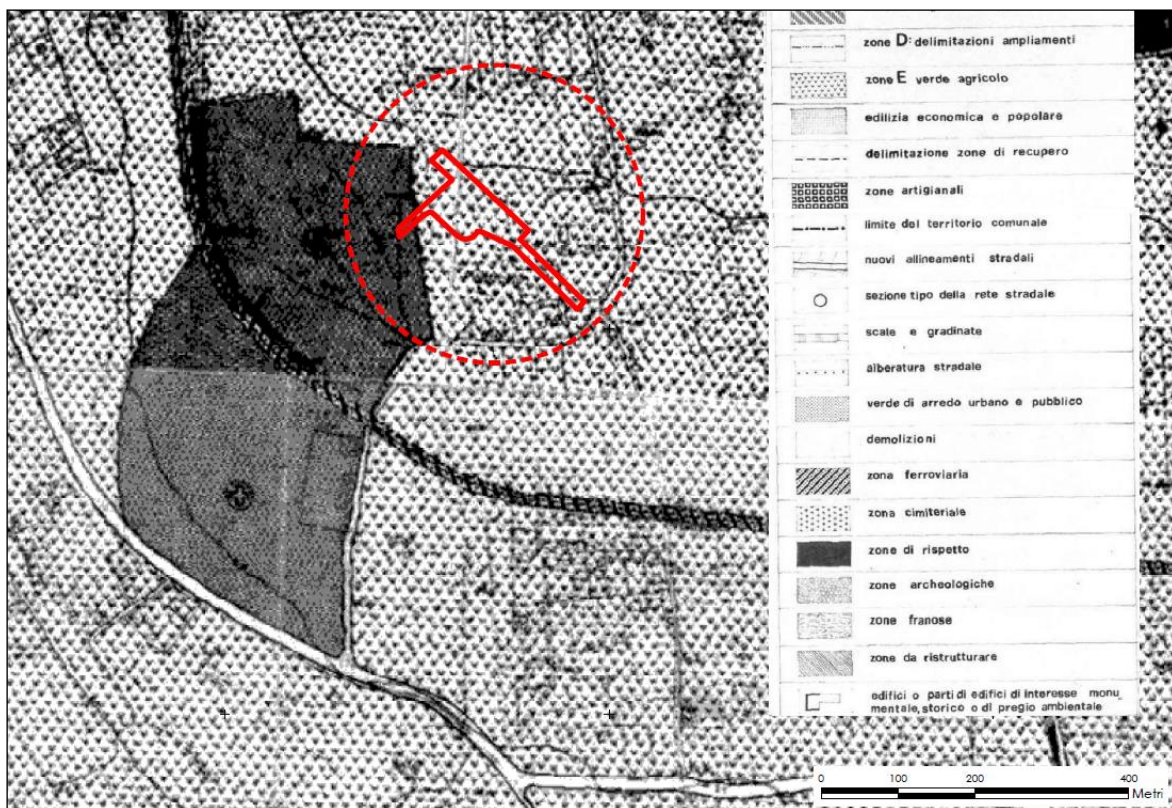 zone D: delimitazioni ampliamenti
zone E verde agricolo
edilizia economica e popolare
delimitazione zone di recupero
zone artigianali
limite del territorio comunale
nuovi allineamenti stradali
sezione tipo della rete stradale
scale e gradinate
alberatura stradale
verde di arredo urbano e pubblico
demolizioni
zona ferroviaria
zona cimiteriale
zone di rispetto
zone archeologiche
zone franose
zone da ristrutturare
edifici o parti di edifici di interesse monu_
mentale, storico o di pregio ambientale
0 100 200 400
Metri